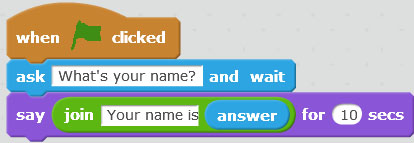 when clicked
ask What's your name? and wait
say join Your name is answer for 10 secs